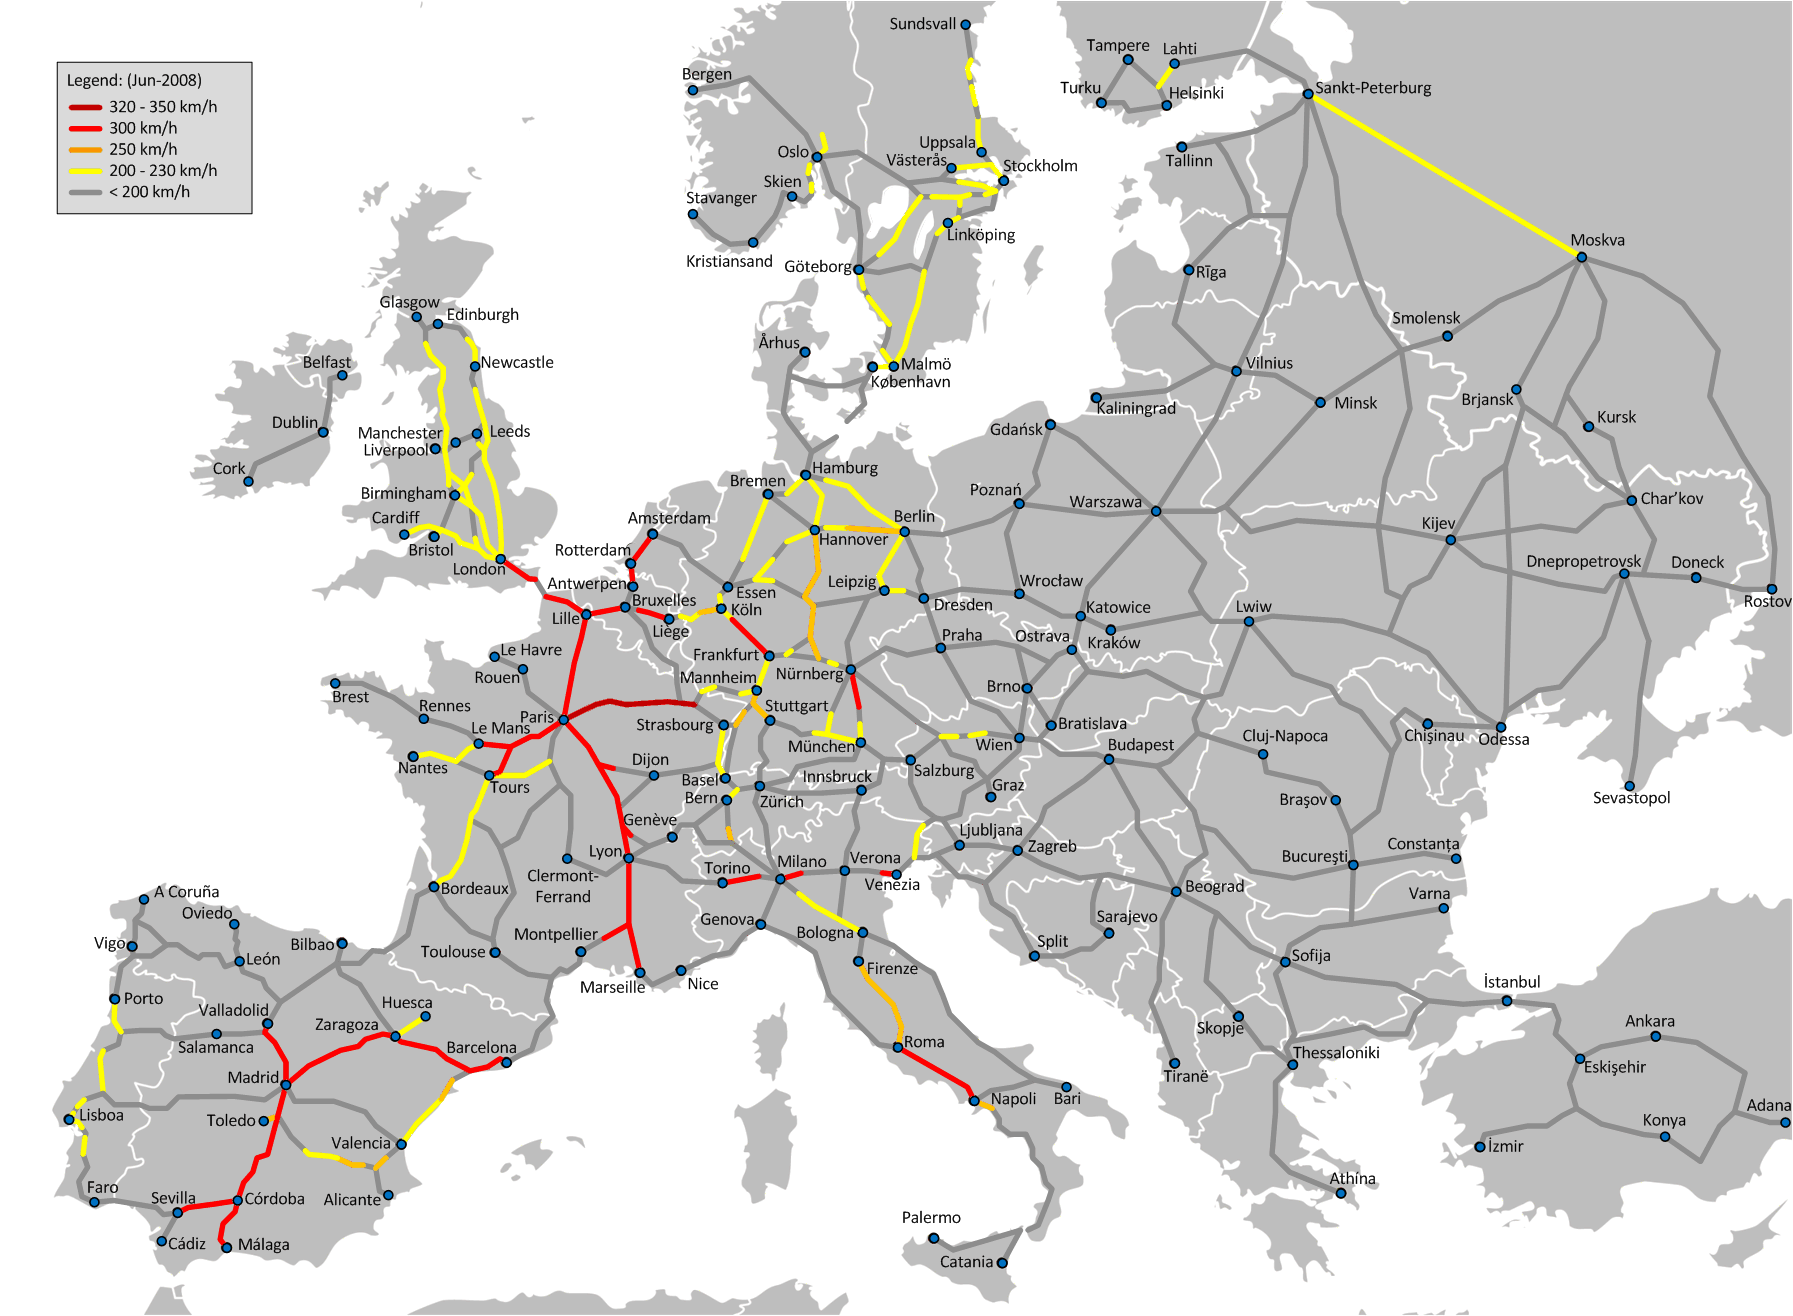 Legend: (Jun-2008)
320 - 350 km/h
300 km/h
250 km/h
200 - 230 km/h
< 200 km/h
Sundsvall
Tampere
Lahti
Bergen
Turku
Helsinki
Sankt-Peterburg
Oslo
Uppsala
Västerås
Stockholm
Tallinn
Skien
Stavanger
Kristiansand
Linköping
Göteborg
Moskva
Rīga
Glasgow
Edinburgh
Smolensk
Århus
Belfast
Newcastle
Malmö
København
Vilnius
Kaliningrad
Minsk
Brjansk
Dublin
Manchester
Leeds
Liverpool
Gdańsk
Kursk
Cork
Hamburg
Bremen
Birmingham
Poznań
Warszawa
Char'kov
Cardiff
Amsterdam
Berlin
Hannover
Kijev
Bristol
Rotterdam
London
Antwerpen
Essen
Leipzig
Wrocław
Dnepropetrovsk
Doneck
Rostov
Bruxelles
Köln
Dresden
Katowice
Lwiw
Lille
Liège
Praha
Ostrava
Kraków
Le Havre
Rouen
Frankfurt
Nürnberg
Mannheim
Brest
Rennes
Brno
Paris
Stuttgart
Le Mans
Strasbourg
Bratislava
München
Wien
Budapest
Cluj-Napoca
Chişinau
Odessa
Nantes
Tours
Dijon
Basel
Bern
Zürich
Innsbruck
Salzburg
Graz
Braşov
Sevastopol
Genève
Ljubljana
Zagreb
Lyon
Clermont-
Ferrand
Torino
Milano
Verona
Venezia
Bucureşti
Constanța
Bordeaux
Beograd
Varna
A Coruña
Oviedo
Vigo
León
Bilbao
Toulouse
Montpellier
Genova
Bologna
Sarajevo
Split
Firenze
Sofija
Marseille
Nice
İstanbul
Porto
Valladolid
Huesca
Zaragoza
Salamanca
Barcelona
Roma
Skopje
Ankara
Thessaloniki
Eskişehir
Tiranë
Madrid
Lisboa
Toledo
Valencia
Napoli
Bari
Konya
Adana
İzmir
Faro
Sevilla
Córdoba
Alicante
Athína
Cádiz
Málaga
Palermo
Catania